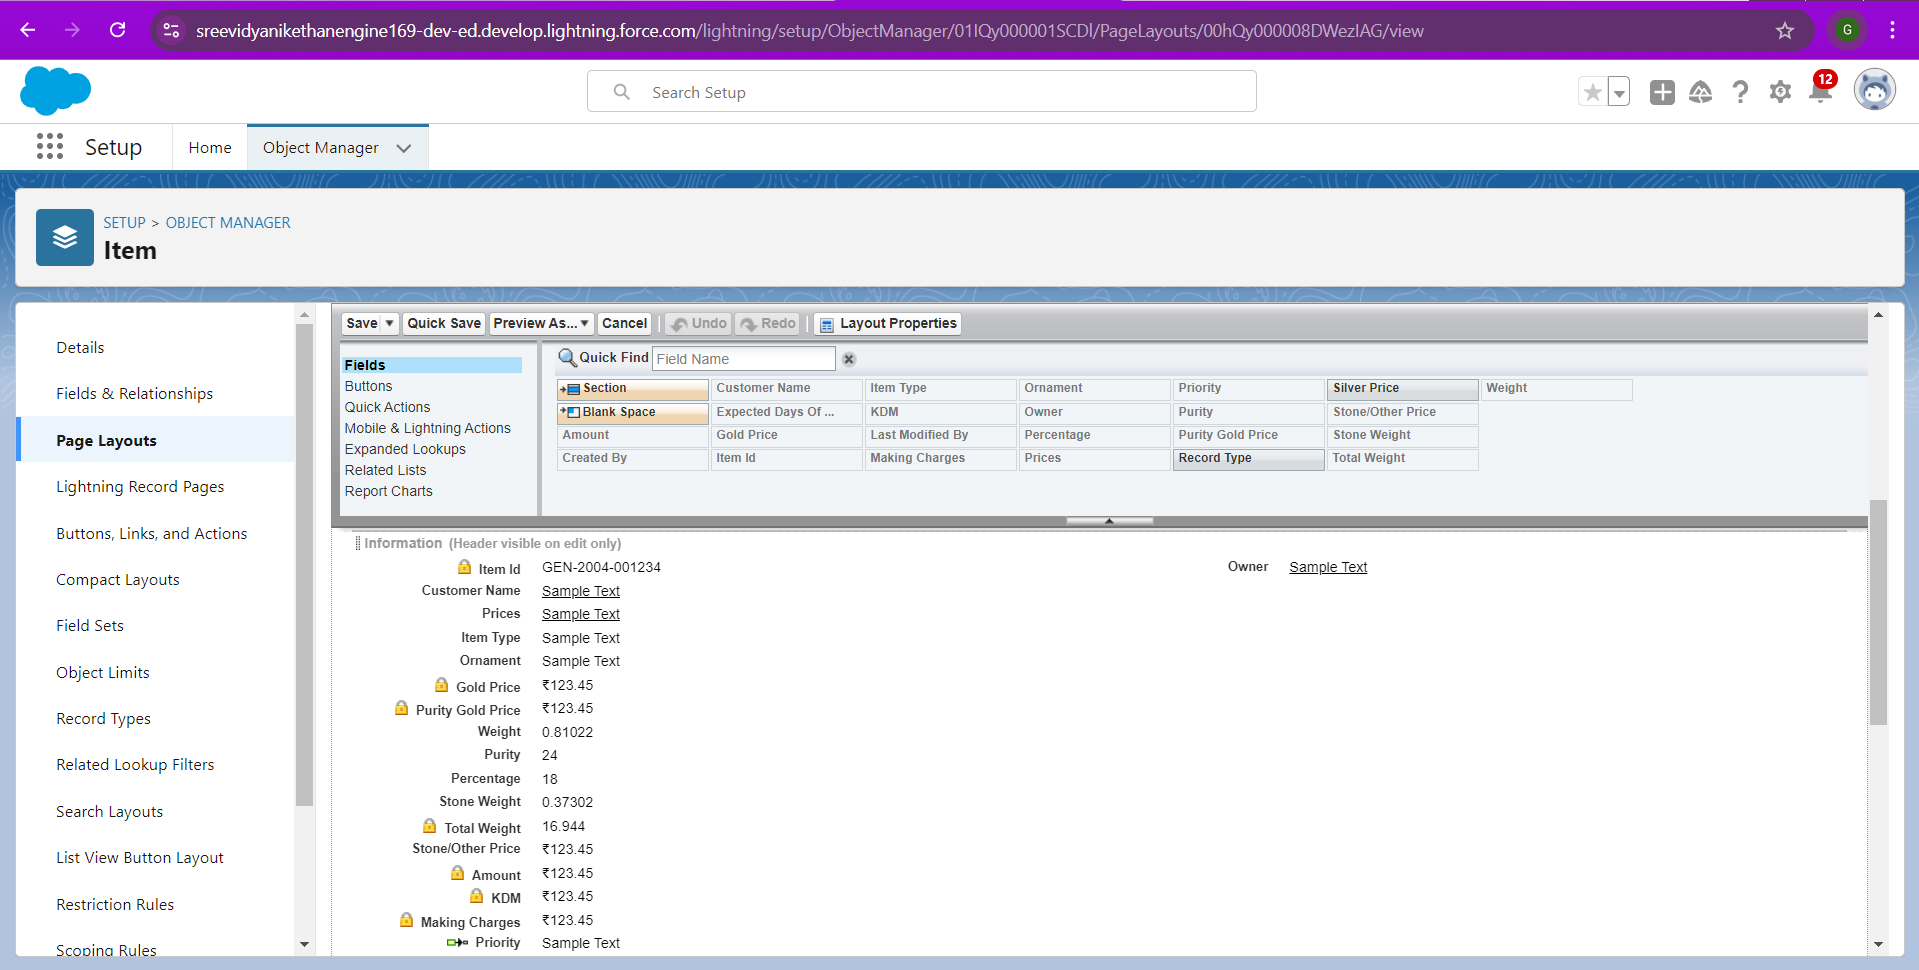 sreevidyanikethanengine169-dev-ed.develop.lightning.force.com/lightning/setup/ObjectManager/01IQy000001SCDl/PageLayouts/00hQy000008DWezIAG/view
G
Search Setup
12
Setup
Home
Object Manager
SETUP > OBJECT MANAGER
Item
Details
Fields & Relationships
Page Layouts
Lightning Record Pages
Buttons, Links, and Actions
Compact Layouts
Field Sets
Object Limits
Record Types
Related Lookup Filters
Search Layouts
List View Button Layout
Restriction Rules
Scoping Rules
Save Quick Save Preview As... Cancel Undo Redo Layout Properties
Fields
Buttons
Quick Actions
Mobile & Lightning Actions
Expanded Lookups
Related Lists
Report Charts
Quick Find Field Name
Section Customer Name Item Type Ornament Priority Silver Price Weight
Blank Space Expected Days Of ... KDM Owner Purity Stone/Other Price
Amount Gold Price Last Modified By Percentage Purity Gold Price Stone Weight
Created By Item Id Making Charges Prices Record Type Total Weight
Information (Header visible on edit only)
Item Id GEN-2004-001234 Owner Sample Text
Customer Name Sample Text
Prices Sample Text
Item Type Sample Text
Ornament Sample Text
Gold Price ₹123.45
Purity Gold Price ₹123.45
Weight 0.81022
Purity 24
Percentage 18
Stone Weight 0.37302
Total Weight 16.944
Stone/Other Price ₹123.45
Amount ₹123.45
KDM ₹123.45
Making Charges ₹123.45
Priority Sample Text